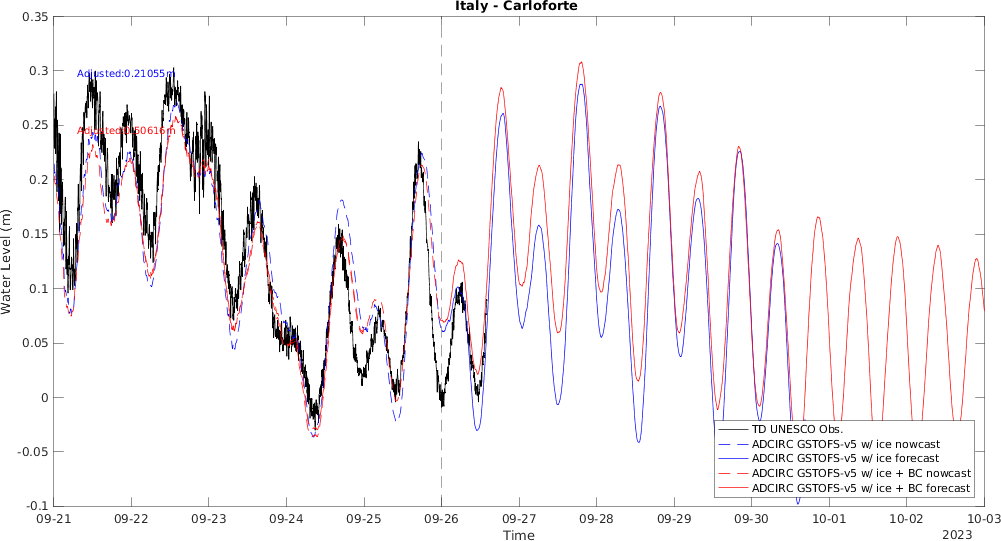 Italy - Carloforte
Water Level (m)
0.35
0.3
0.25
0.2
0.15
0.1
0.05
0
-0.05
-0.1
Adjusted:0.21055m
TD UNESCO Obs.
ADCIRC GSTOFS-v5 w/ ice nowcast
ADCIRC GSTOFS-v5 w/ ice forecast
ADCIRC GSTOFS-v5 w/ ice + BC nowcast
ADCIRC GSTOFS-v5 w/ ice + BC forecast
09-21 09-22 09-23 09-24 09-25 09-26 09-27 09-28 09-29 09-30 10-01 10-02 10-03
Time
2023